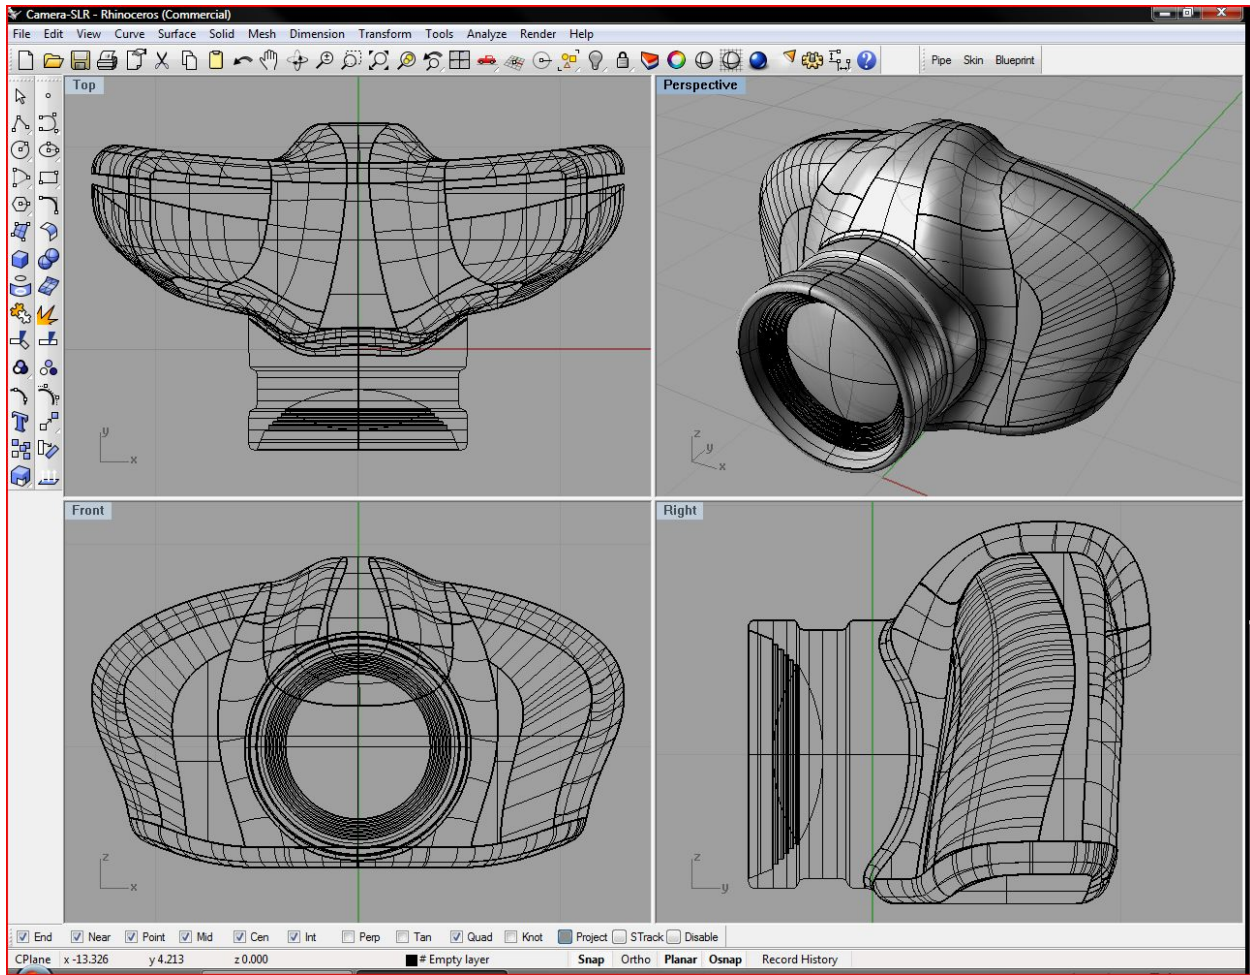 Camera-SLR - Rhinoceros (Commercial)
File Edit View Curve Surface Solid Mesh Dimension Transform Tools Analyze Render Help
Pipe Skin Blueprint
Top
Perspective
y
x
z
y
x
Front
Right
z
x
z
y
End Near Point Mid Cen Int Perp Tan Quad Knot Project STrack Disable
CPlane x -13.326 y 4.213 z 0.000 # Empty layer Snap Ortho Planar Osnap Record History